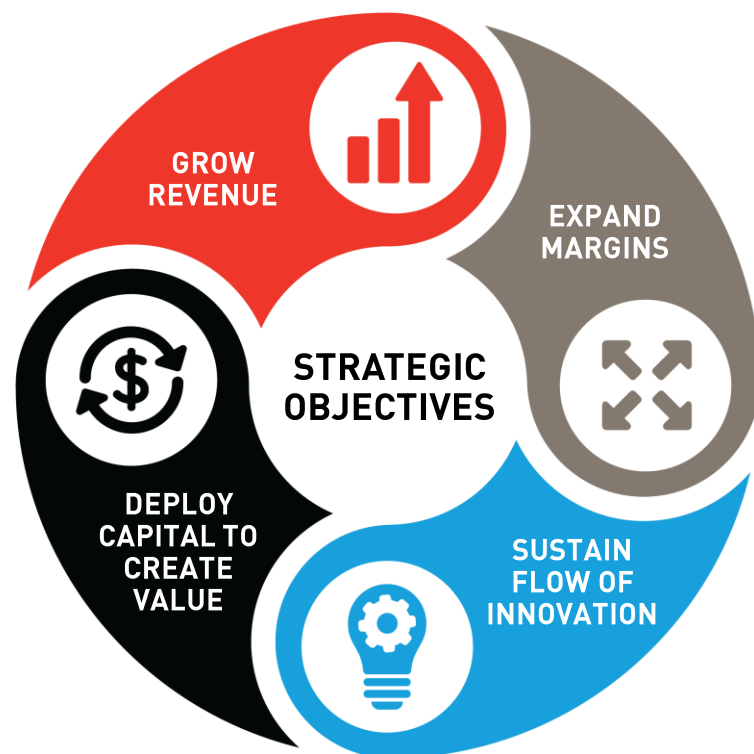 GROW
REVENUE
EXPAND
MARGINS
STRATEGIC
OBJECTIVES
$
DEPLOY
CAPITAL TO
CREATE
VALUE
SUSTAIN
FLOW OF
INNOVATION